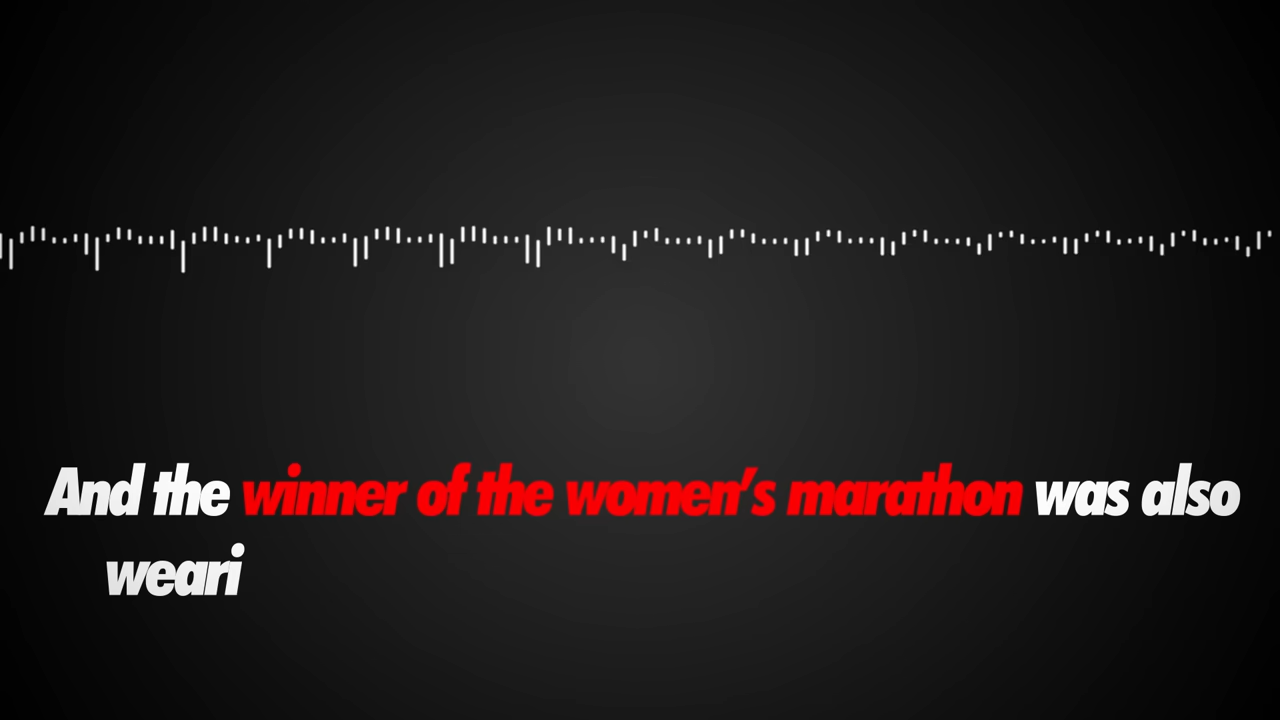 And the winner of the women's marathon was also
weari